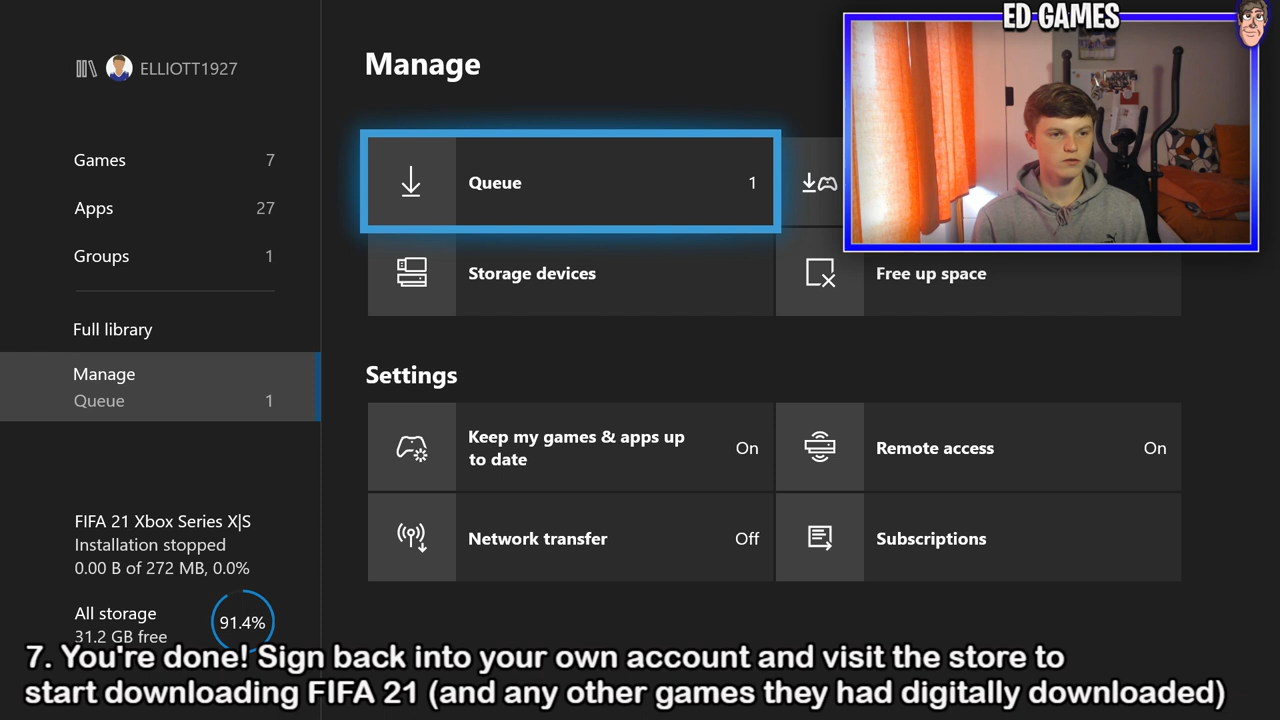 ED GAMES
ELLIOTT1927
Games 7
Apps 27
Groups 1
Full library
Manage
Queue 1
FIFA 21 Xbox Series X|S
Installation stopped
0.00 B of 272 MB, 0.0%
All storage
31.2 GB free
91.4%
Manage
Queue 1
Storage devices
Free up space
Settings
Keep my games & apps up
to date
On
Remote access On
Network transfer Off
Subscriptions
7. You're done! Sign back into your own account and visit the store to
start downloading FIFA 21 (and any other games they had digitally downloaded)